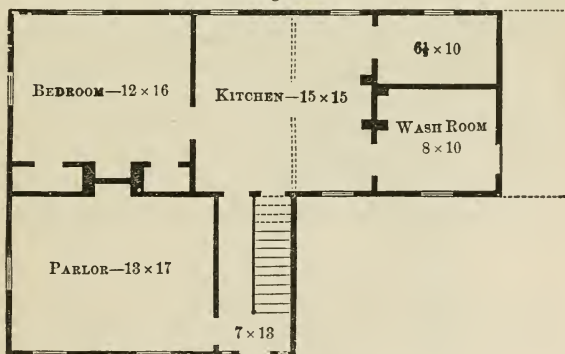 6½ × 10
BEDROOM—12 × 16
KITCHEN—15 × 15
WASH ROOM
8 × 10
PARLOR—13 × 17
7 × 13